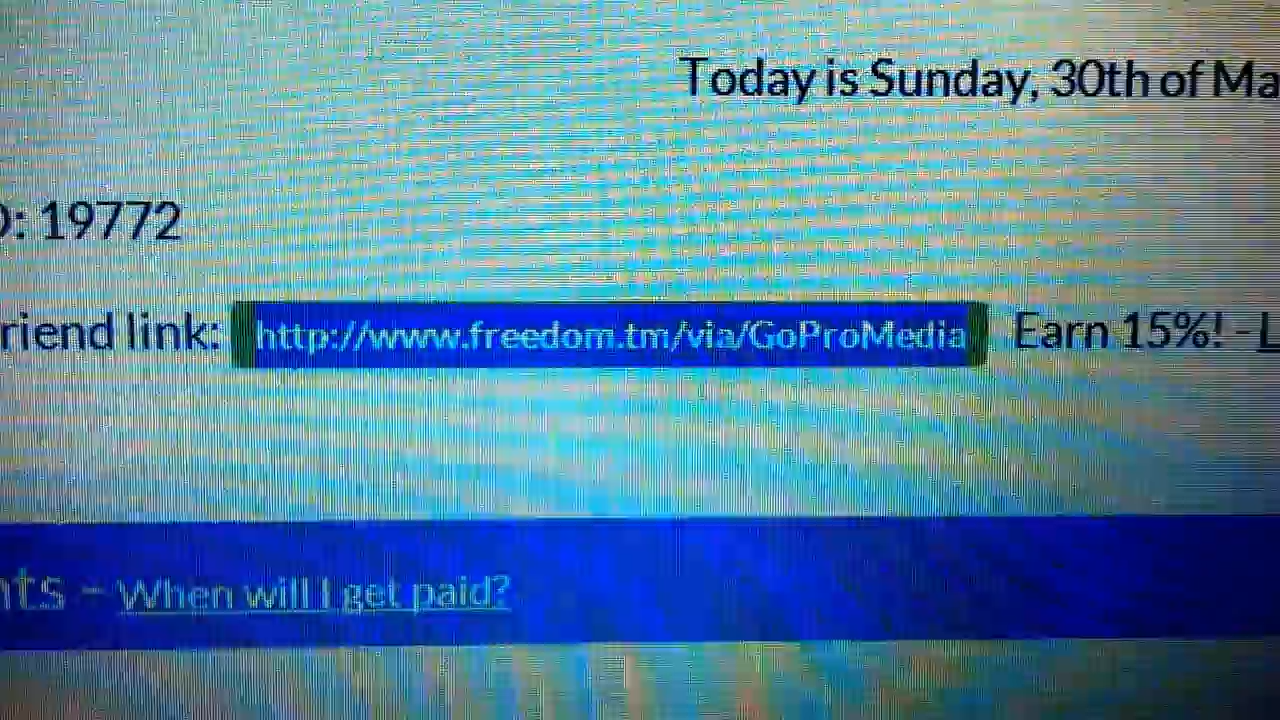 Today is Sunday, 30th of Ma
D: 19772
riend link: http://www.freedom.tm/via/GoProMedia Earn 15%! - L
nts - When will I get paid?